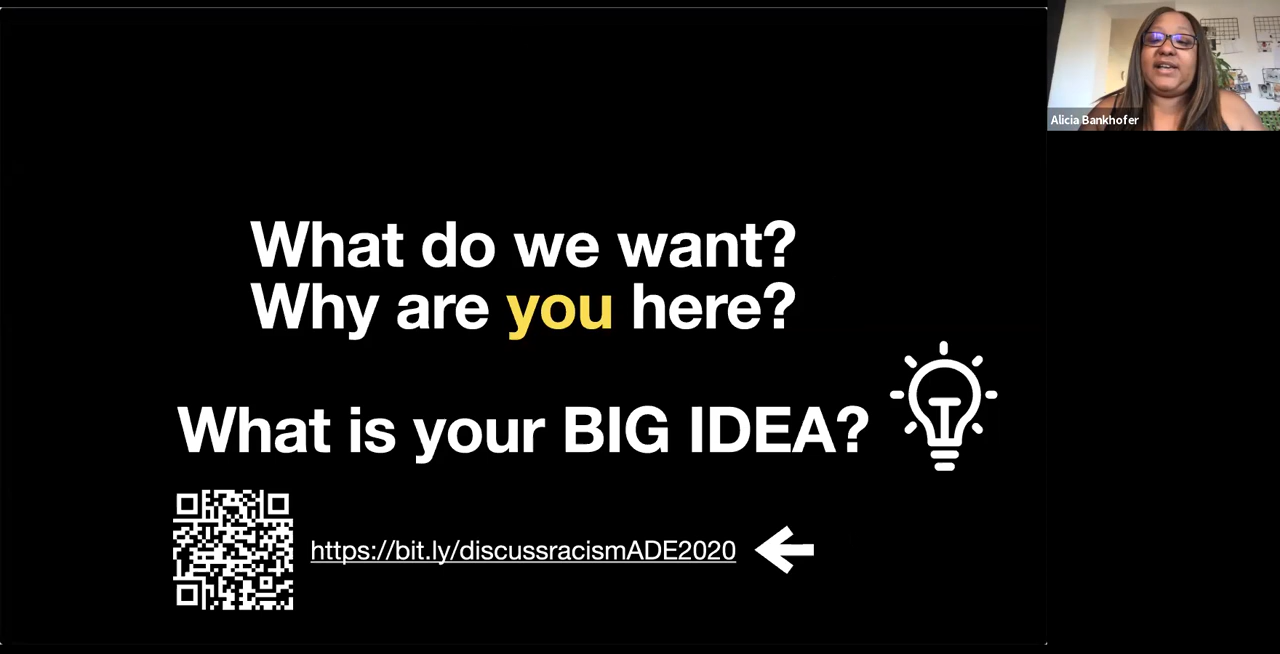 What do we want?
Why are you here?
What is your BIG IDEA?
https://bit.ly/discussracismADE2020
Alicia Bankhofer